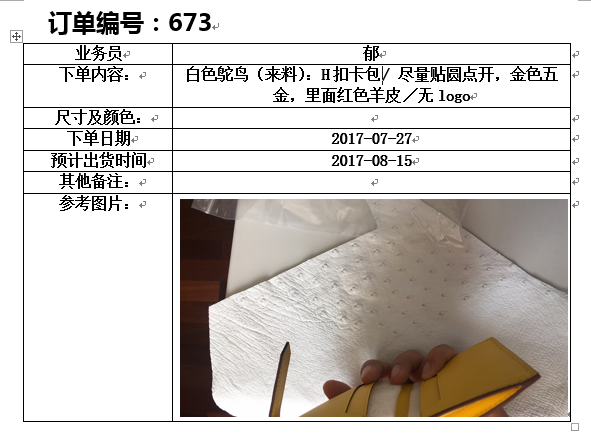 订单编号：673
业务员 郁
下单内容： 白色鸵鸟（来料）：H扣卡包/ 尽量贴圆点开，金色五
金，里面红色羊皮／无 logo
尺寸及颜色：
下单日期 2017-07-27
预计出货时间 2017-08-15
其他备注：
参考图片：